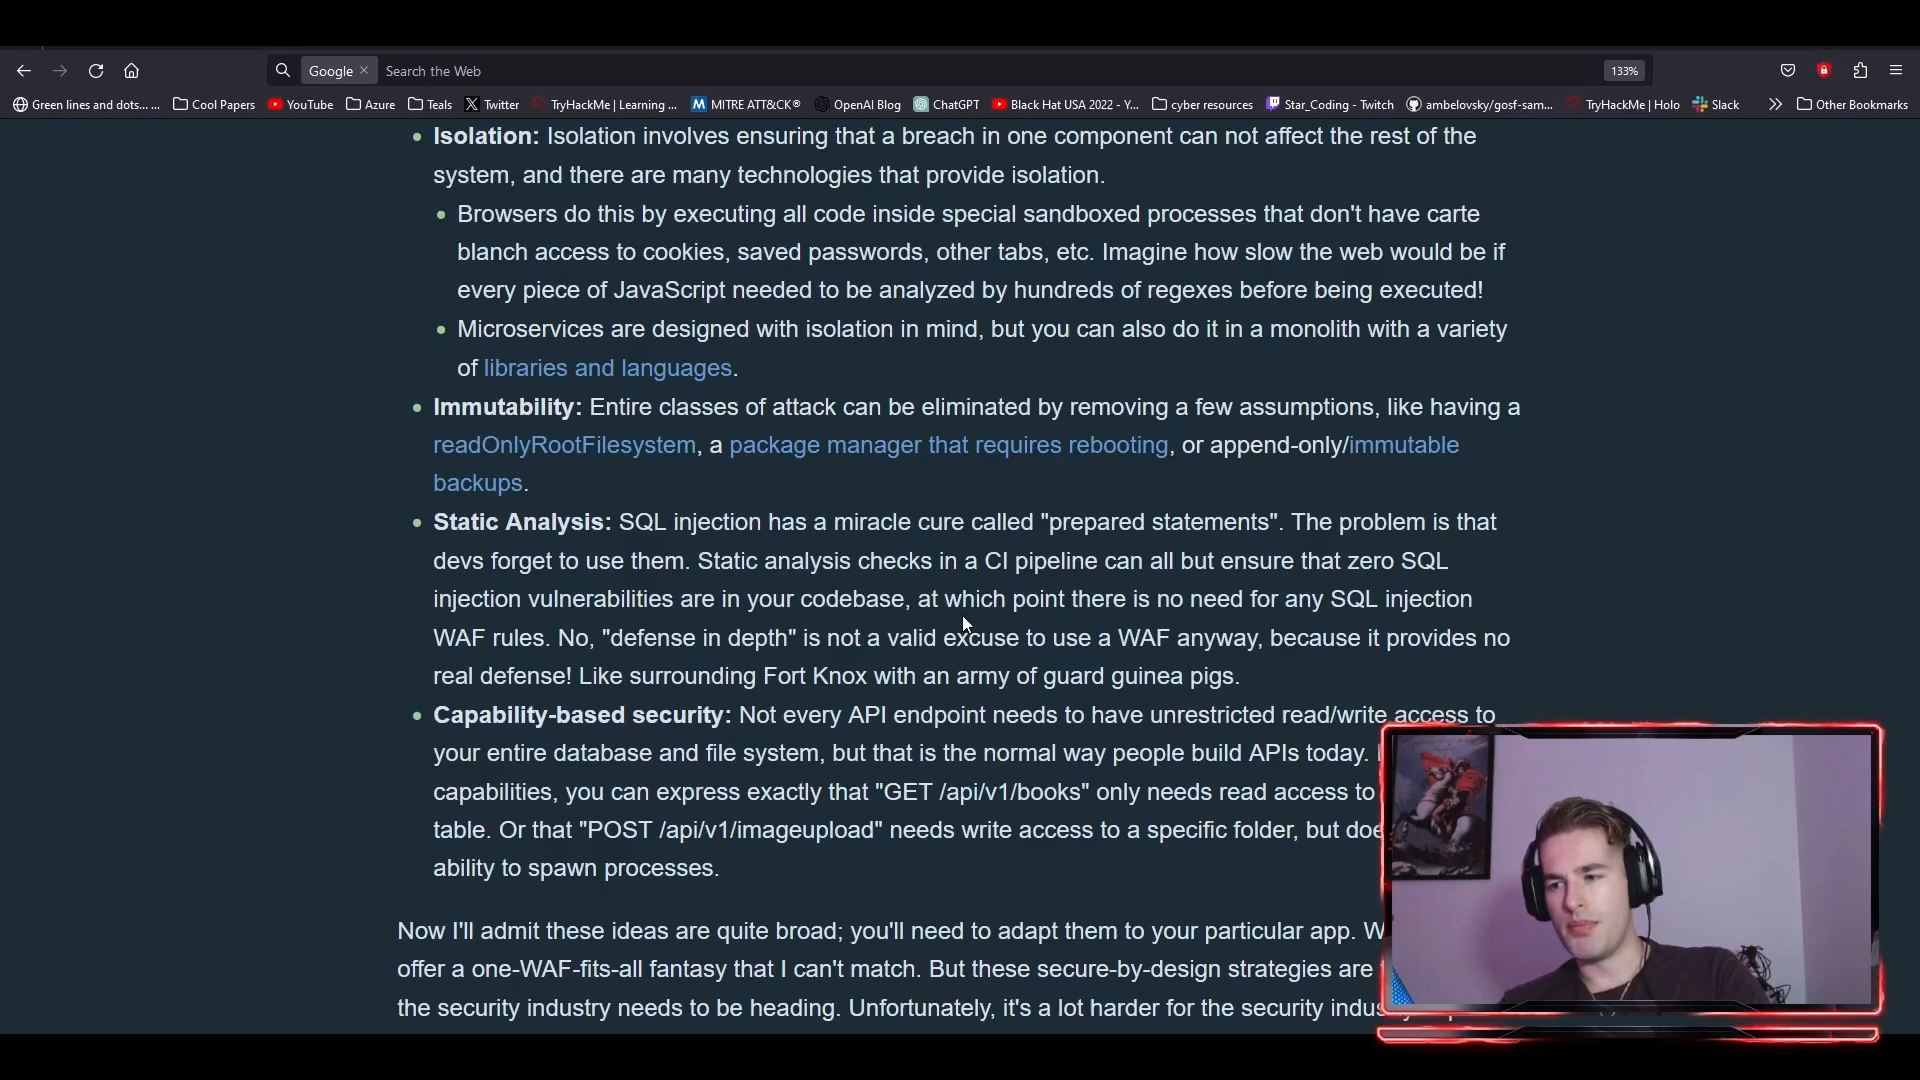 Google
Search the Web
133%
Green lines and dots... ...
Cool Papers
YouTube
Azure
Teals
Twitter
TryHackMe | Learning ...
MITRE ATT&CK®
OpenAI Blog
ChatGPT
Black Hat USA 2022 - Y...
cyber resources
Star_Coding - Twitch
ambelovsky/gosf-sam...
TryHackMe | Holo
Slack
Other Bookmarks
Isolation: Isolation involves ensuring that a breach in one component can not affect the rest of the
system, and there are many technologies that provide isolation.
Browsers do this by executing all code inside special sandboxed processes that don't have carte
blanch access to cookies, saved passwords, other tabs, etc. Imagine how slow the web would be if
every piece of JavaScript needed to be analyzed by hundreds of regexes before being executed!
Microservices are designed with isolation in mind, but you can also do it in a monolith with a variety
of libraries and languages.
Immutability: Entire classes of attack can be eliminated by removing a few assumptions, like having a
readOnlyRootFilesystem, a package manager that requires rebooting, or append-only/immutable
backups.
Static Analysis: SQL injection has a miracle cure called "prepared statements". The problem is that
devs forget to use them. Static analysis checks in a CI pipeline can all but ensure that zero SQL
injection vulnerabilities are in your codebase, at which point there is no need for any SQL injection
WAF rules. No, "defense in depth" is not a valid excuse to use a WAF anyway, because it provides no
real defense! Like surrounding Fort Knox with an army of guard guinea pigs.
Capability-based security: Not every API endpoint needs to have unrestricted read/write access to
your entire database and file system, but that is the normal way people build APIs today.
capabilities, you can express exactly that "GET /api/v1/books" only needs read access to
table. Or that "POST /api/v1/imageupload" needs write access to a specific folder, but
ability to spawn processes.
Now I'll admit these ideas are quite broad; you'll need to adapt them to your particular app.
offer a one-WAF-fits-all fantasy that I can't match. But these secure-by-design strategies are
the security industry needs to be heading. Unfortunately, it's a lot harder for the security